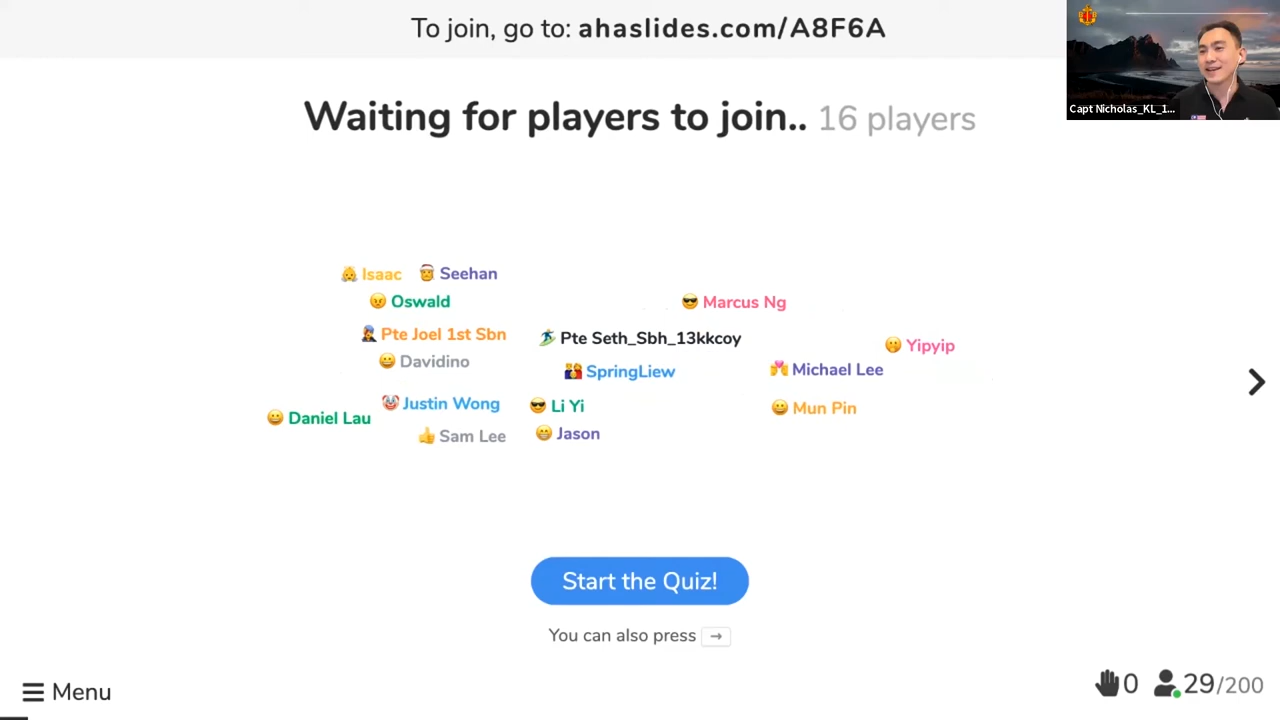 To join, go to: ahaslides.com/A8F6A
Capt Nicholas_KL_1...
Waiting for players to join.. 16 players
Isaac
Seehan
Oswald
Marcus Ng
Pte Joel 1st Sbn
Pte Seth_Sbh_13kkcoy
Yipyip
Davidino
SpringLiew
Michael Lee
Justin Wong
Li Yi
Mun Pin
Daniel Lau
Sam Lee
Jason
Start the Quiz!
You can also press →
Menu
0
29/200